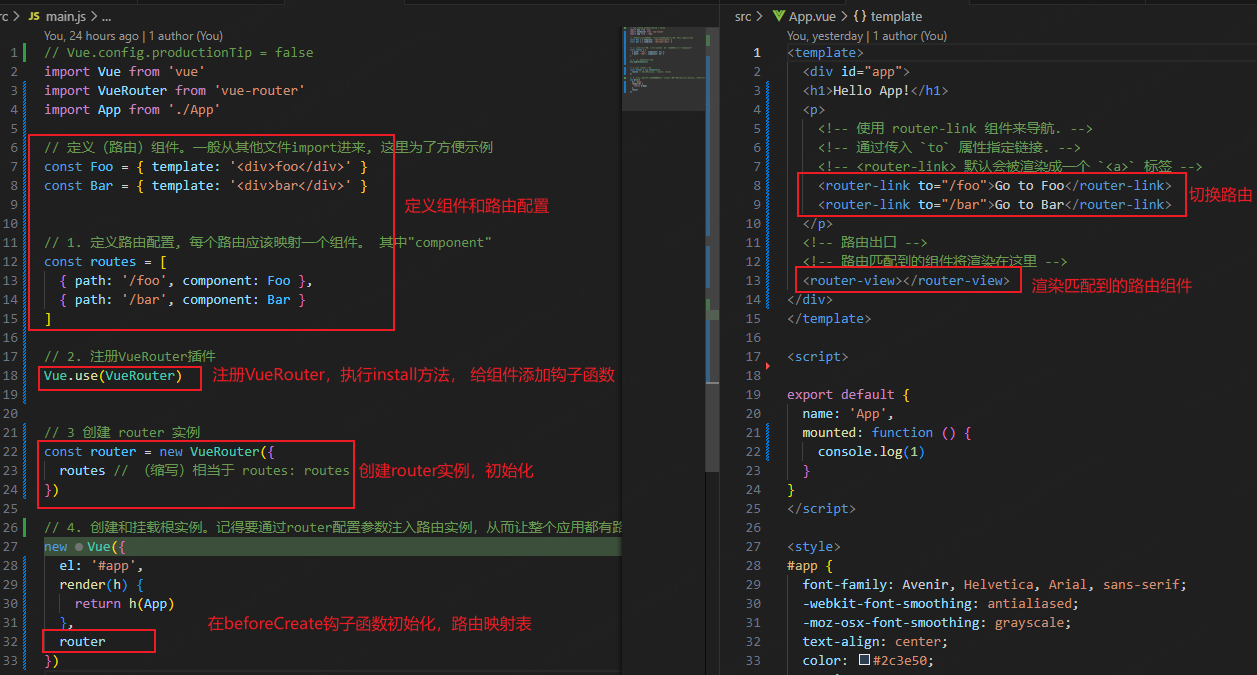 rc > JS main.js > ...
You, 24 hours ago | 1 author (You)
1 // Vue.config.productionTip = false
2 import Vue from 'vue'
3 import VueRouter from 'vue-router'
4 import App from './App'
5
6 // 定义（路由）组件。一般从其他文件import进来，这里为了方便示例
7 const Foo = { template: '<div>foo</div>' }
8 const Bar = { template: '<div>bar</div>' }
9
定义组件和路由配置
10
11 // 1. 定义路由配置, 每个路由应该映射一个组件。 其中"component"
12 const routes = [
13 { path: '/foo', component: Foo },
14 { path: '/bar', component: Bar }
15 ]
16
17 // 2. 注册VueRouter插件
18 Vue.use(VueRouter)
注册VueRouter，执行install方法， 给组件添加钩子函数
19
20
21 // 3 创建 router 实例
22 const router = new VueRouter({
23 routes // （缩写）相当于 routes: routes
创建router实例，初始化
24 })
25
26 // 4. 创建和挂载根实例。记得要通过router配置参数注入路由实例，从而让整个应用都有路
27 new Vue({
28 el: '#app',
29 render(h) {
30 return h(App)
31 },
在beforeCreate钩子函数初始化，路由映射表
32 router
33 })
src > App.vue > {} template
You, yesterday | 1 author (You)
1 <template>
2 <div id="app">
3 <h1>Hello App!</h1>
4 <p>
5 <!-- 使用 router-link 组件来导航. -->
6 <!-- 通过传入 `to` 属性指定链接. -->
7 <!-- <router-link> 默认会被渲染成一个 `<a>` 标签 -->
8 <router-link to="/foo">Go to Foo</router-link>
切换路由
9 <router-link to="/bar">Go to Bar</router-link>
10 </p>
11 <!-- 路由出口 -->
12 <!-- 路由匹配到的组件将渲染在这里 -->
13 <router-view></router-view>
渲染匹配到的路由组件
14 </div>
15 </template>
16
17 <script>
18
19 export default {
20 name: 'App',
21 mounted: function () {
22 console.log(1)
23 }
24 }
25 </script>
26
27 <style>
28 #app {
29 font-family: Avenir, Helvetica, Arial, sans-serif;
30 -webkit-font-smoothing: antialiased;
31 -moz-osx-font-smoothing: grayscale;
32 text-align: center;
33 color: #2c3e50;